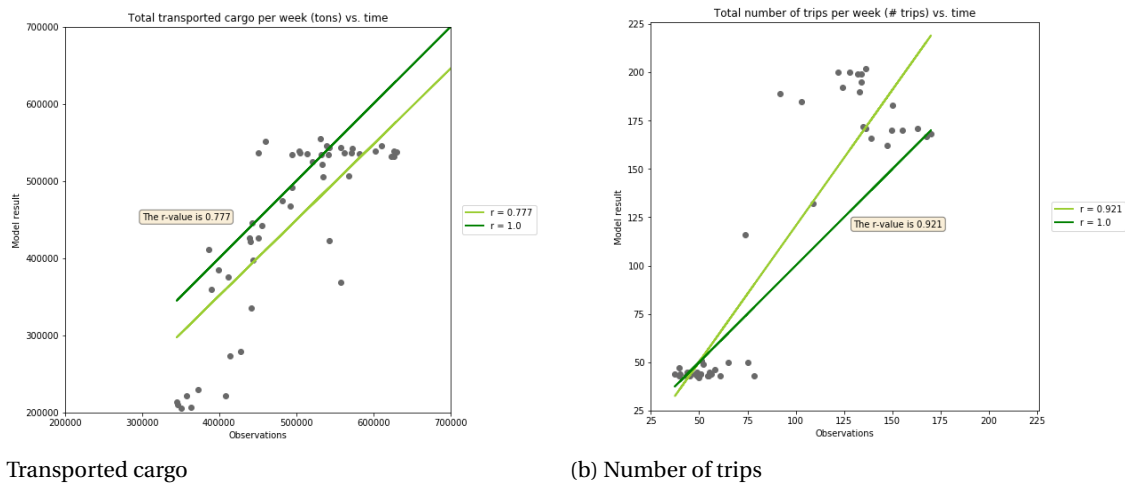 Total transported cargo per week (tons) vs. time
700000
600000
500000
400000
300000
200000
Model result
The r-value is 0.777
r = 0.777
r = 1.0
200000 300000 400000 500000 600000 700000
Observations
Transported cargo
Total number of trips per week (# trips) vs. time
225
200
175
150
125
100
75
50
25
Model result
The r-value is 0.921
r = 0.921
r = 1.0
25 50 75 100 125 150 175 200 225
Observations
(b) Number of trips